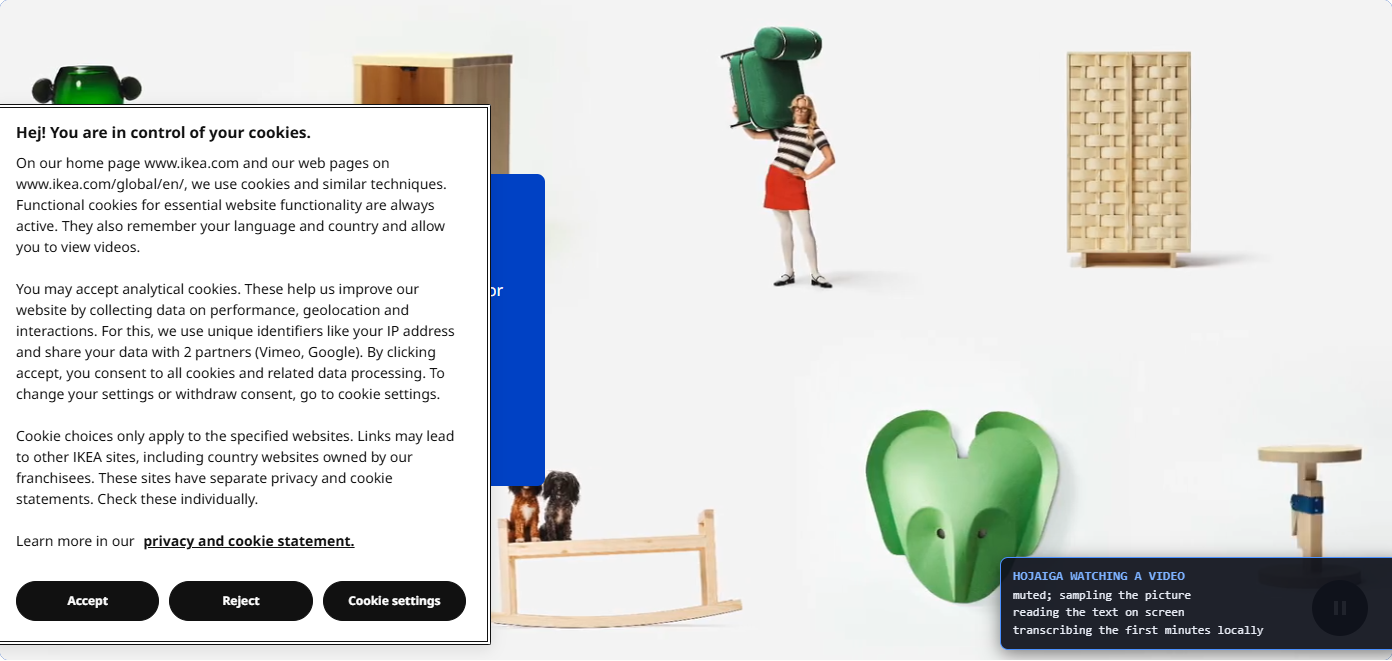 Hej! You are in control of your cookies.
On our home page www.ikea.com and our web pages on
www.ikea.com/global/en/, we use cookies and similar techniques.
Functional cookies for essential website functionality are always
active. They also remember your language and country and allow
you to view videos.
You may accept analytical cookies. These help us improve our
website by collecting data on performance, geolocation and
interactions. For this, we use unique identifiers like your IP address
and share your data with 2 partners (Vimeo, Google). By clicking
accept, you consent to all cookies and related data processing. To
change your settings or withdraw consent, go to cookie settings.
Cookie choices only apply to the specified websites. Links may lead
to other IKEA sites, including country websites owned by our
franchisees. These sites have separate privacy and cookie
statements. Check these individually.
Learn more in our privacy and cookie statement.
Accept Reject Cookie settings
HOJAIGA WATCHING A VIDEO
muted; sampling the picture
reading the text on screen
transcribing the first minutes locally